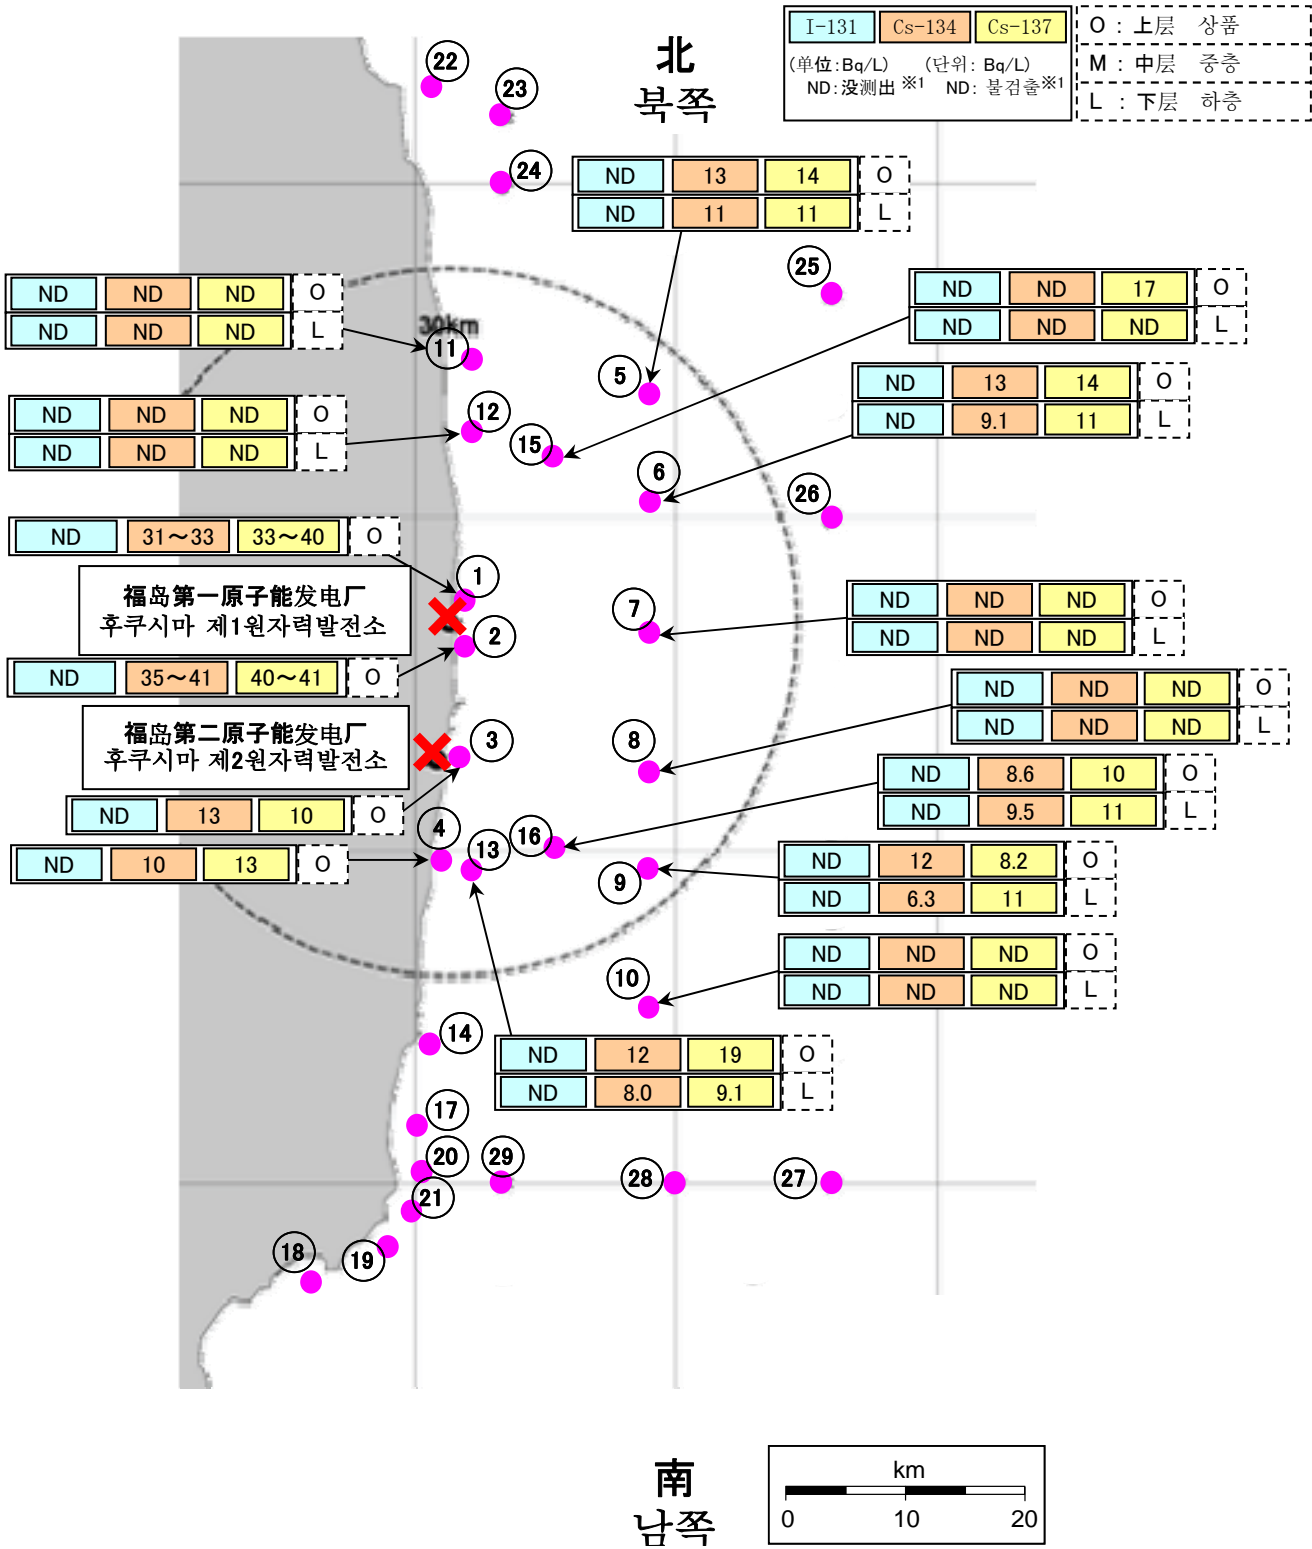 北
북쪽
I-131 Cs-134 Cs-137
(单位:Bq/L) (단위: Bq/L)
ND:没测出 ※1 ND: 불검출※1
O : 上层 상품
M : 中层 중층
L : 下层 하층
22
23
24
ND 13 14 O
ND 11 11 L
25
ND ND 17 O
ND ND ND L
ND ND ND O
ND ND ND L
30km
11
5
ND 13 14 O
ND 9.1 11 L
ND ND ND O
ND ND ND L
12
15
6
26
ND 31～33 33～40 O
1
福岛第一原子能发电厂
후쿠시마 제1원자력발전소
2
7
ND ND ND O
ND ND ND L
ND 35～41 40～41 O
ND ND ND O
ND ND ND L
福岛第二原子能发电厂
후쿠시마 제2원자력발전소
3
8
ND 8.6 10 O
ND 9.5 11 L
ND 13 10 O
4
13
16
9
ND 10 13 O
ND 12 8.2 O
ND 6.3 11 L
ND ND ND O
ND ND ND L
10
14
ND 12 19 O
ND 8.0 9.1 L
17
20
29
28
27
21
18
19
南
남쪽
km
0 10 20